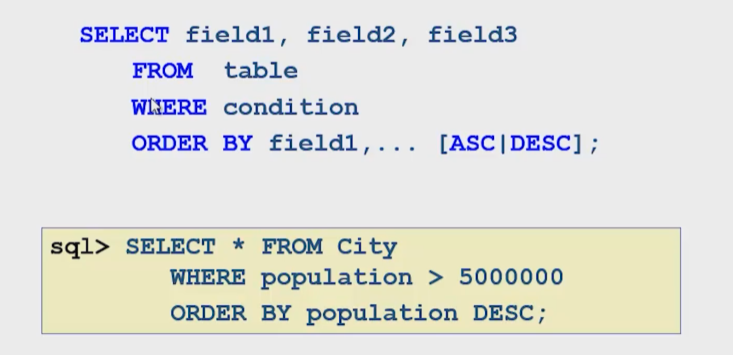 SELECT field1, field2, field3
FROM table
WHERE condition
ORDER BY field1,... [ASC|DESC];
sql> SELECT * FROM City
WHERE population > 5000000
ORDER BY population DESC;